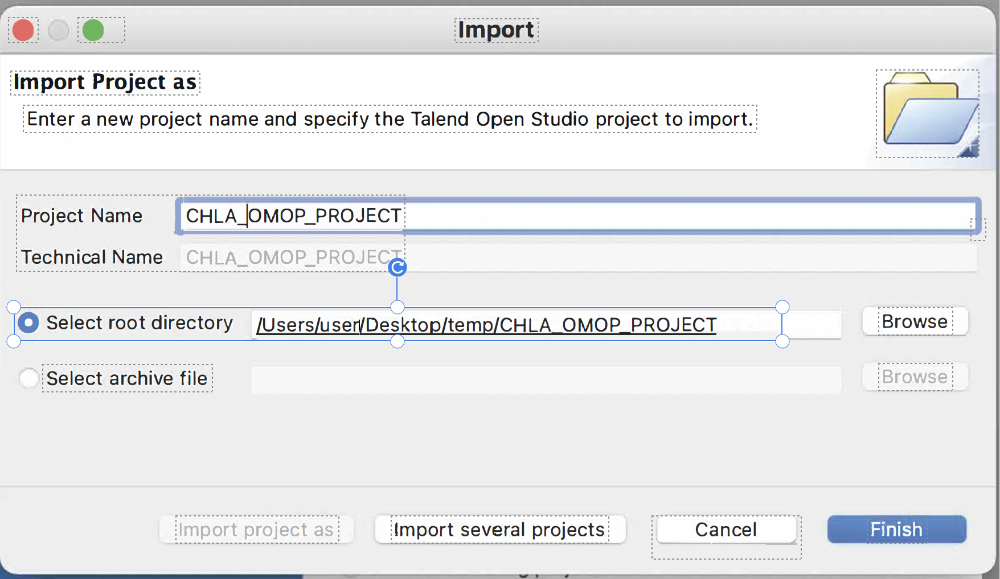 Import
Import Project as
Enter a new project name and specify the Talend Open Studio project to import.
Project Name CHLA_OMOP_PROJECT
Technical Name CHLA_OMOP_PROJECT
Select root directory /Users/user/Desktop/temp/CHLA_OMOP_PROJECT Browse
Select archive file Browse
Import project as Import several projects Cancel Finish